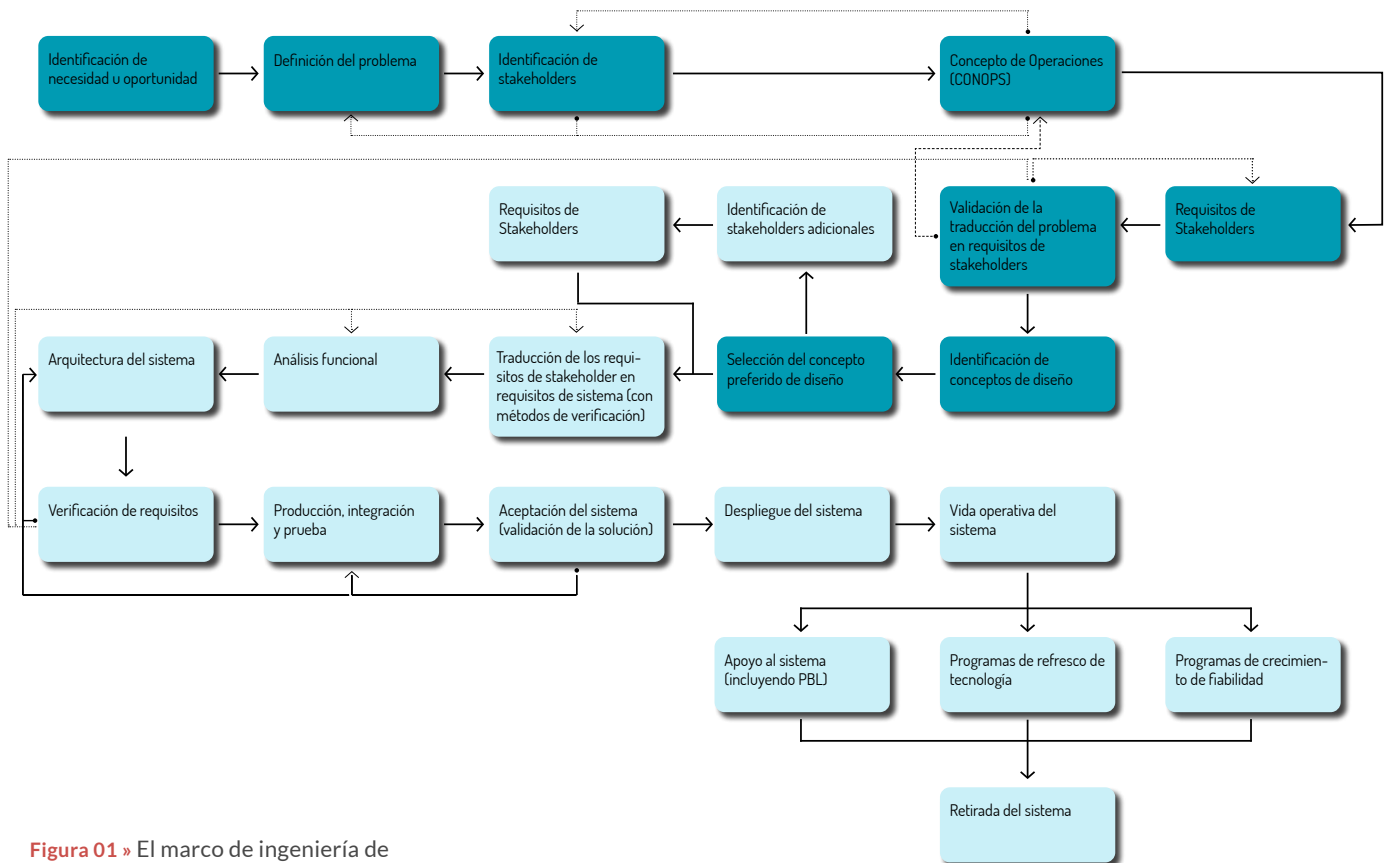 Identificación de
necesidad u oportunidad
Definición del problema
Identificación de
stakeholders
Concepto de Operaciones
(CONOPS)
Requisitos de
Stakeholders
Identificación de
stakeholders adicionales
Validación de la
traducción del problema
en requisitos de
stakeholders
Requisitos de
Stakeholders
Arquitectura del sistema
Análisis funcional
Traducción de los requi-
sitos de stakeholder en
requisitos de sistema (con
métodos de verificación)
Selección del concepto
preferido de diseño
Identificación de
conceptos de diseño
Verificación de requisitos
Producción, integración
y prueba
Aceptación del sistema
(validación de la solución)
Despliegue del sistema
Vida operativa del
sistema
Apoyo al sistema
(incluyendo PBL)
Programas de refresco de
tecnología
Programas de crecimien-
to de fiabilidad
Retirada del sistema
Figura 01 » El marco de ingeniería de